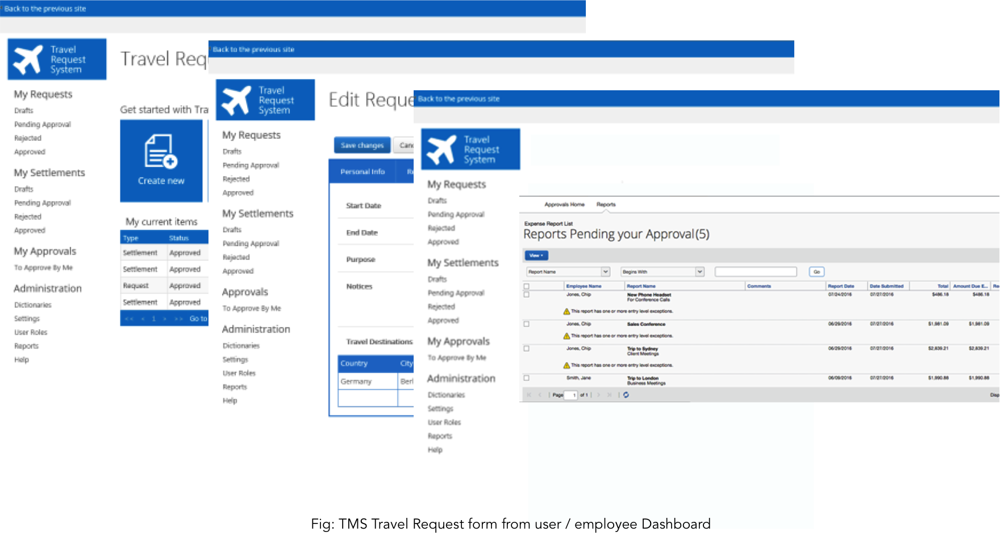 Back to the previous site
Travel
Request
System
Travel Req
My Requests
Drafts
Pending Approval
Rejected
Approved
My Settlements
Drafts
Pending Approval
Rejected
Approved
My Approvals
To Approve By Me
Administration
Dictionaries
Settings
User Roles
Reports
Help
Get started with Tra
Create new
My current items
Type Status
Settlement Approved
Settlement Approved
Request Approved
Settlement Approved
<< < 1 > >> Go to
Back to the previous site
Travel
Request
System
Edit Reque
My Requests
Drafts
Pending Approval
Rejected
Approved
My Settlements
Drafts
Pending Approval
Rejected
Approved
Approvals
To Approve By Me
Administration
Dictionaries
Settings
User Roles
Reports
Help
Save changes Canc
Personal Info R
Start Date
End Date
Purpose
Notices
Travel Destinations
Country City
Germany Berl
Back to the previous site
Travel
Request
System
My Requests
Drafts
Pending Approval
Rejected
Approved
My Settlements
Drafts
Pending Approval
Rejected
Approved
My Approvals
To Approve By Me
Administration
Dictionaries
Settings
User Roles
Reports
Help
Approvals Home Reports
Expense Report List
Reports Pending your Approval(5)
View
Report Name Begins With Go
Employee Name Report Name Comments Report Date Date Submitted Total Amount Due E... Re
Jones, Chip New Phone Headset 07/24/2016 07/27/2016 $486.18 $486.18
For Conference Calls
This report has one or more entry level exceptions.
Jones, Chip Sales Conference 06/29/2016 07/27/2016 $1,981.09 $1,981.09
This report has one or more entry level exceptions.
Jones, Chip Trip to Sydney 06/29/2016 07/27/2016 $2,839.21 $2,839.21
Client Meetings
This report has one or more entry level exceptions.
Smith, Jane Trip to London 06/09/2016 07/27/2016 $1,990.88 $1,990.88
Business Meetings
Page 1 of 1 Disp
Fig: TMS Travel Request form from user / employee Dashboard